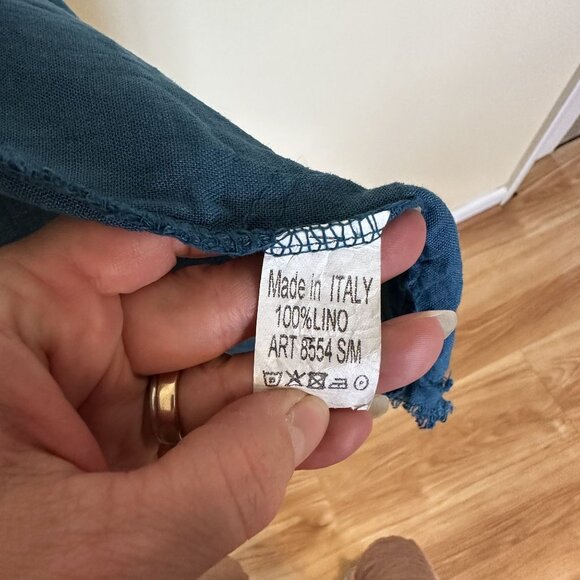 Made in ITALY
100%LINO
ART 8554 S/M